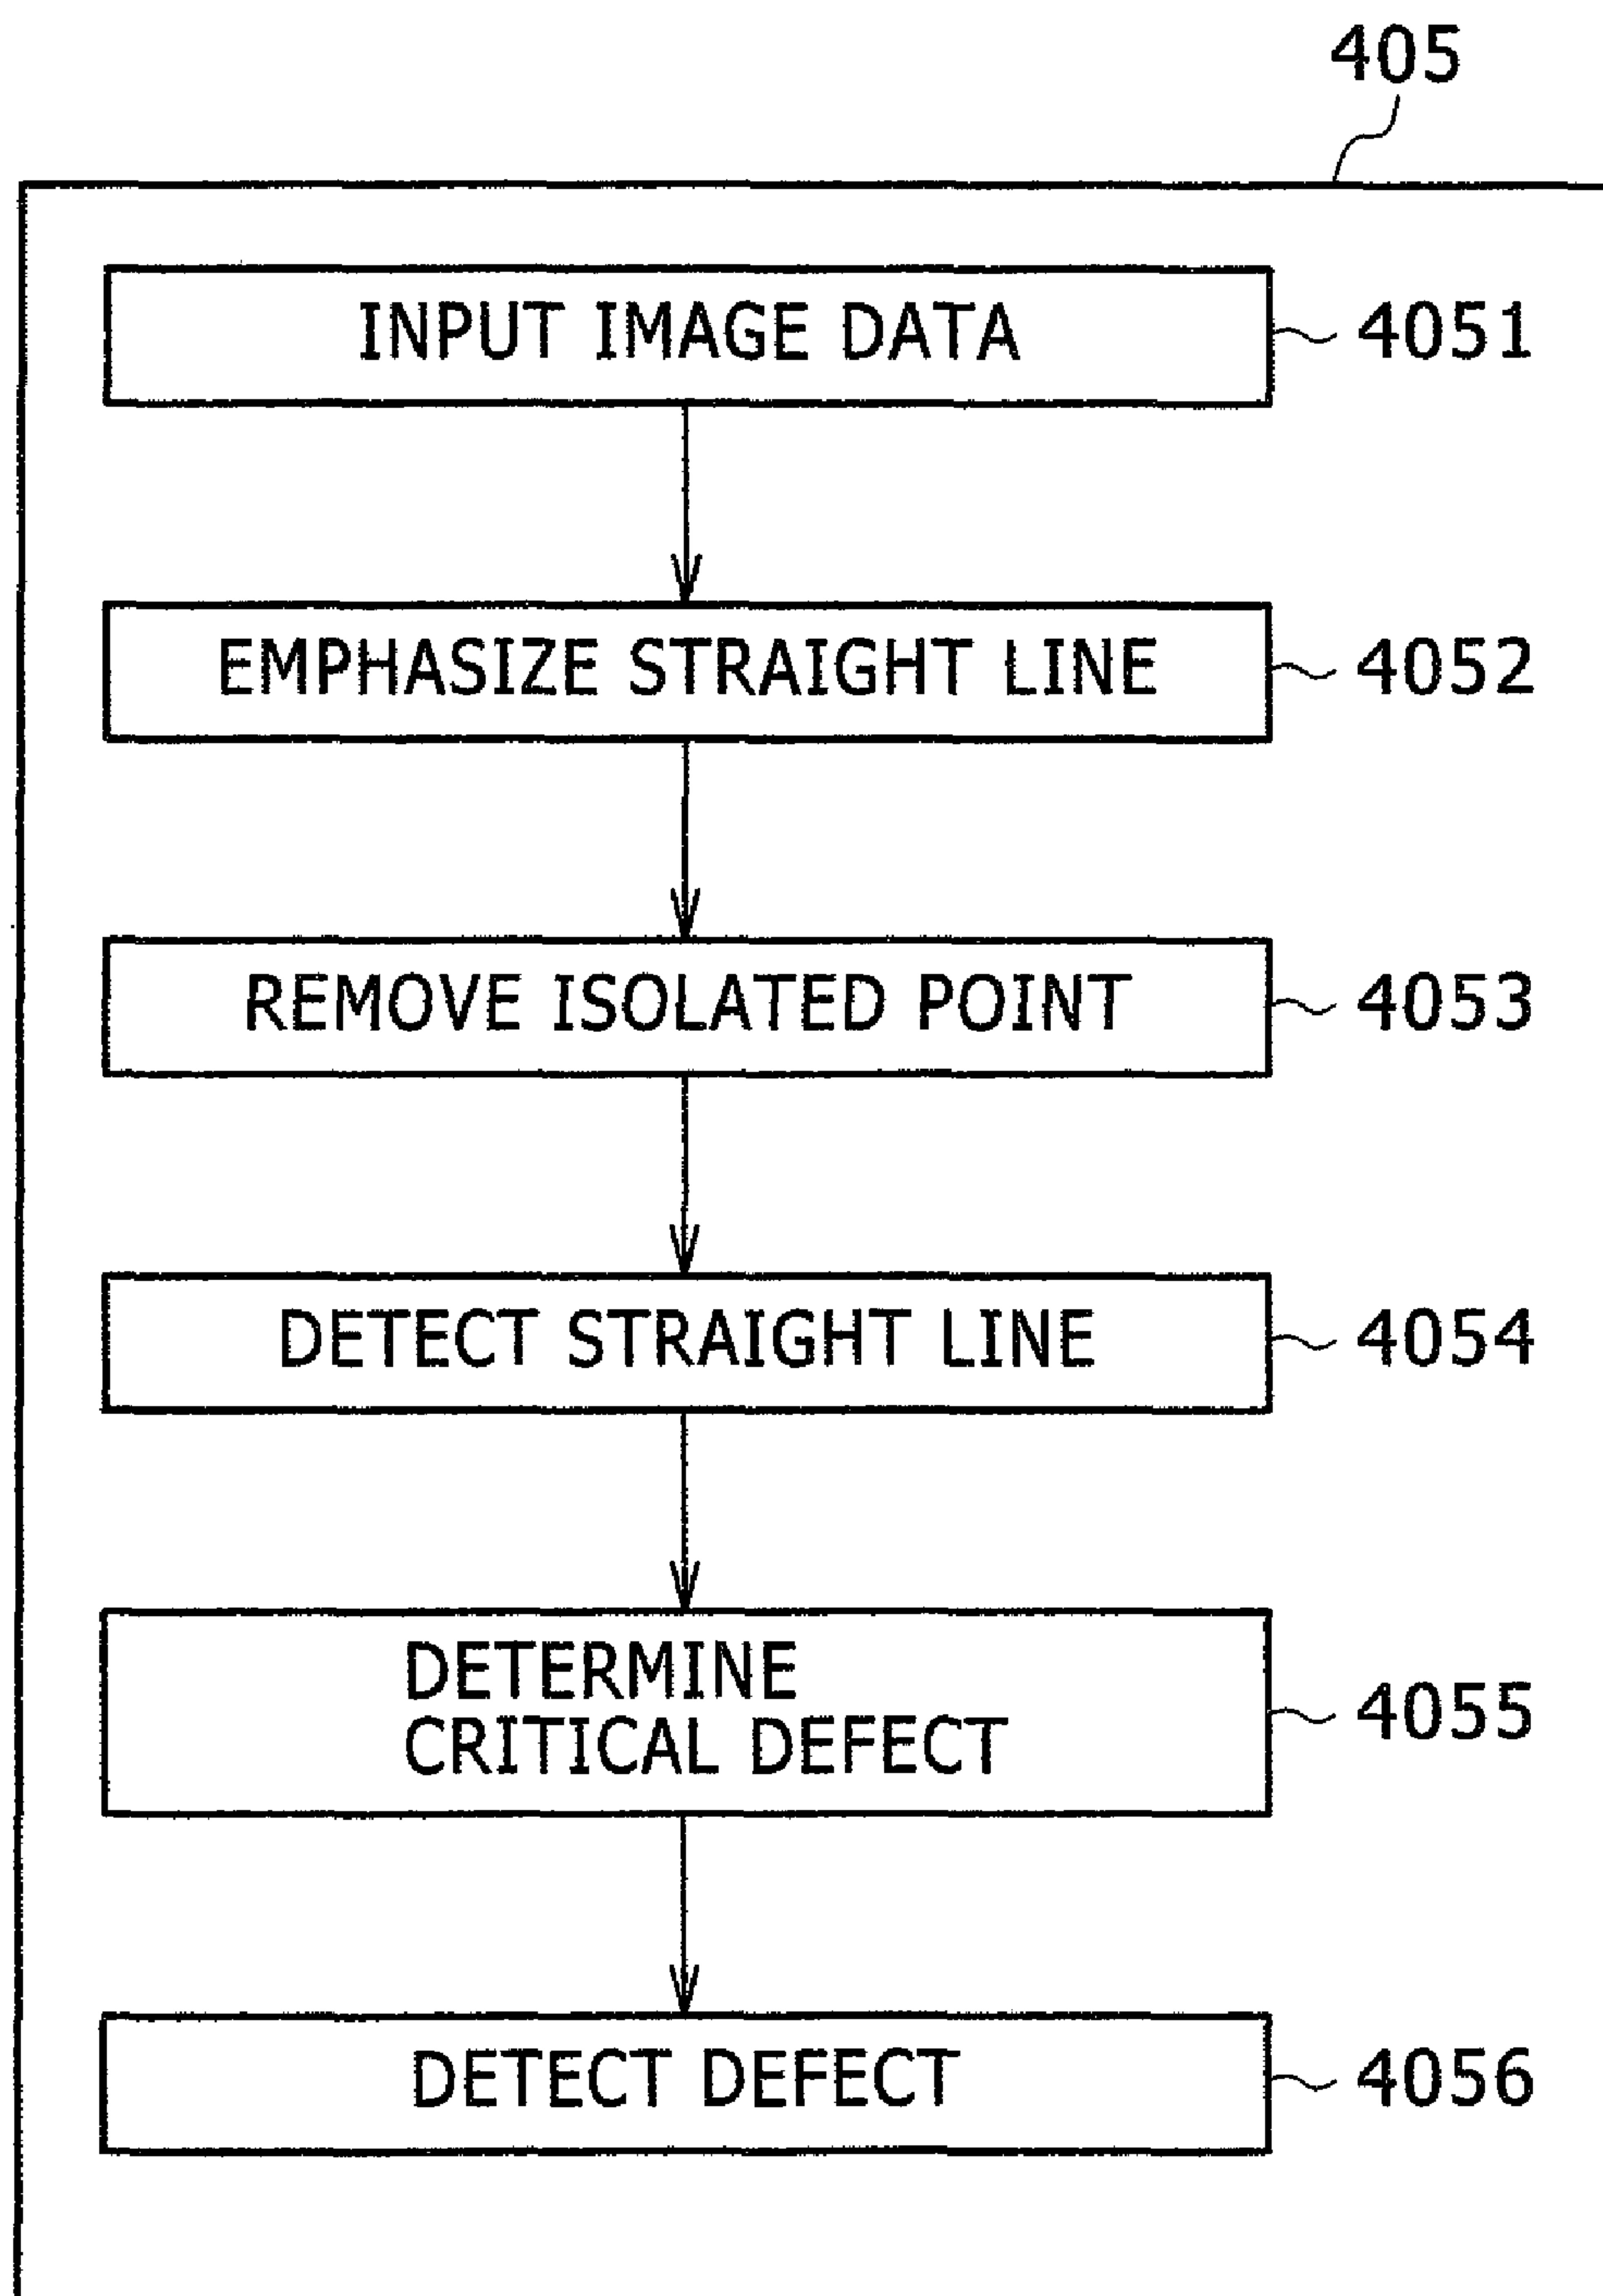 405
INPUT IMAGE DATA 4051
EMPHASIZE STRAIGHT LINE 4052
REMOVE ISOLATED POINT 4053
DETECT STRAIGHT LINE 4054
DETERMINE
CRITICAL DEFECT 4055
DETECT DEFECT 4056